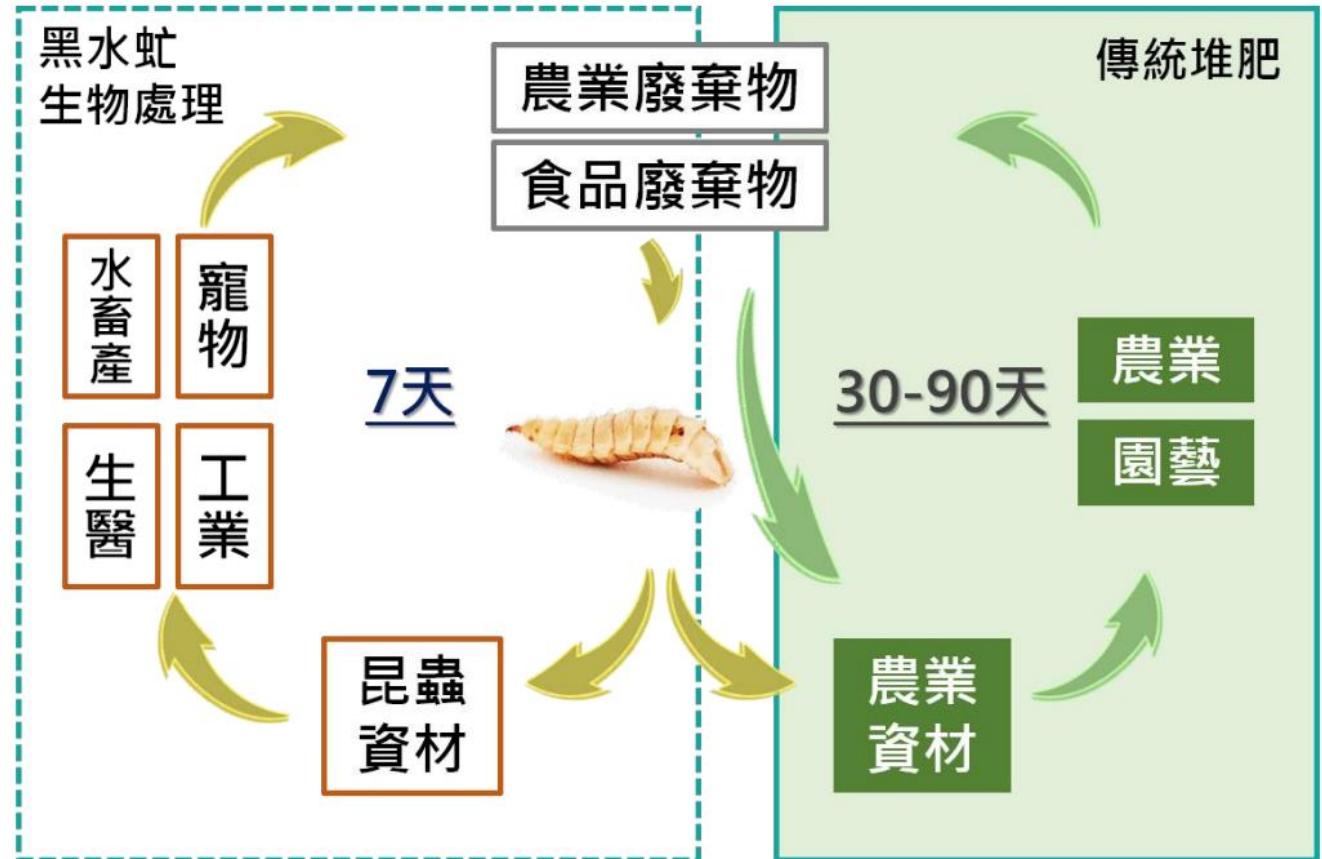 黑水虻
生物處理
農業廢棄物
食品廢棄物
傳統堆肥
水畜產
寵物
7天
30-90天
農業
園藝
生醫
工業
昆蟲
資材
農業
資材